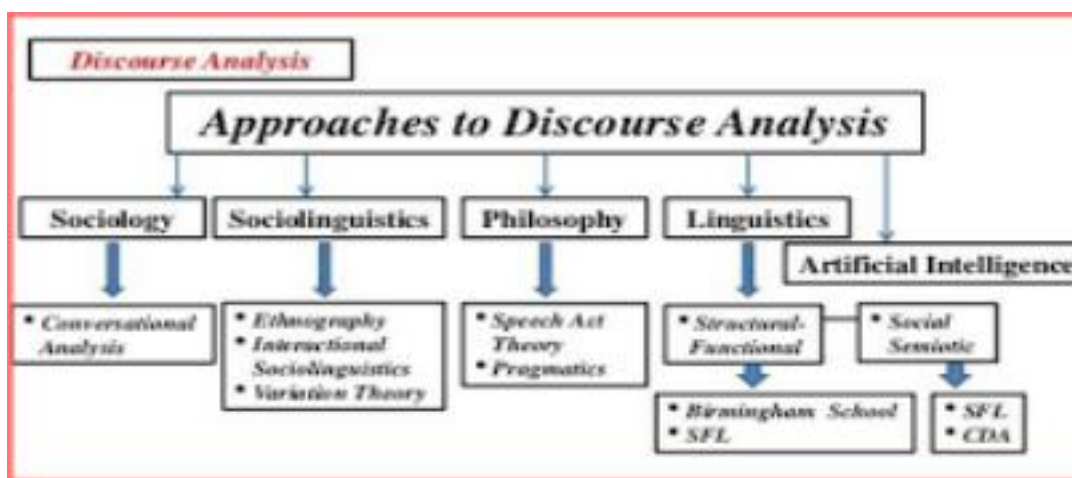 Discourse Analysis
Approaches to Discourse Analysis
Sociology
Sociolinguistics
Philosophy
Linguistics
Artificial Intelligence
* Conversational
Analysis
* Ethnography
* Interactional
Sociolinguistics
* Variation Theory
* Speech Act
Theory
* Pragmatics
* Structural-
Functional
* Social
Semiotic
* Birmingham School
* SFL
* SFL
* CDA